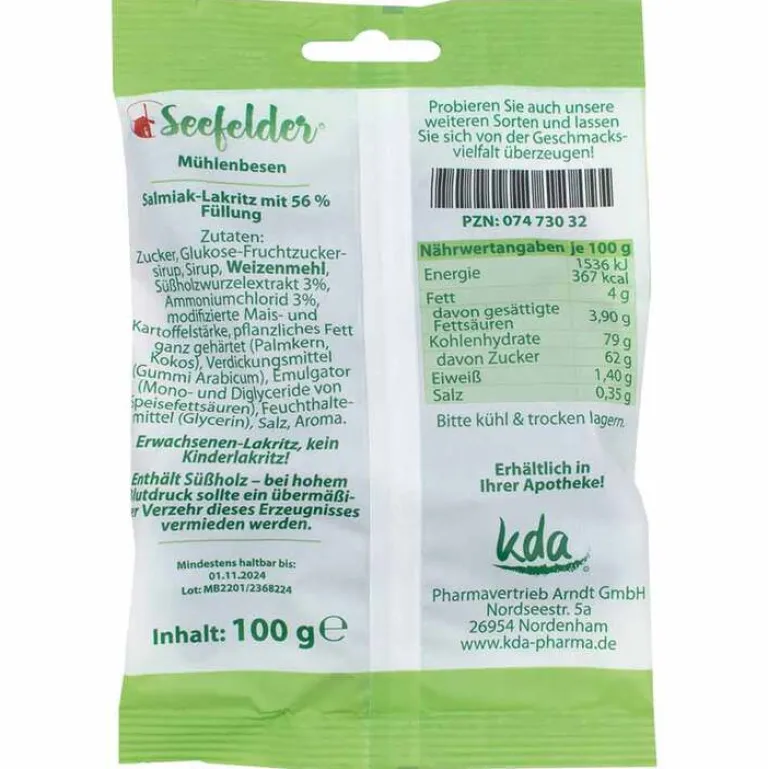 Seefelder®
Mühlenbesen
Salmiak-Lakritz mit 56 %
Füllung
Zutaten:
Zucker, Glukose-Fruchtzucker-
sirup, Sirup, Weizenmehl,
Süßholzwurzelextrakt 3%,
Ammoniumchlorid 3%,
modifizierte Mais- und
Kartoffelstärke, pflanzliches Fett
ganz gehärtet (Palmkern,
Kokos), Verdickungsmittel
(Gummi Arabicum), Emulgator
(Mono- und Diglyceride von
Speisefettsäuren), Feuchthalte-
mittel (Glycerin), Salz, Aroma.
Erwachsenen-Lakritz, kein
Kinderlakritz!
Enthält Süßholz – bei hohem
Blutdruck sollte ein übermäßi-
er Verzehr dieses Erzeugnisses
vermieden werden.
Mindestens haltbar bis:
01.11.2024
Lot: MB2201/2368224
Inhalt: 100 g ℮
Probieren Sie auch unsere
weiteren Sorten und lassen
Sie sich von der Geschmacks-
vielfalt überzeugen!
PZN: 074 730 32
Nährwertangaben je 100 g
Energie 1536 kJ
367 kcal
Fett 4 g
davon gesättigte
Fettsäuren 3,90 g
Kohlenhydrate 79 g
davon Zucker 62 g
Eiweiß 1,40 g
Salz 0,35 g
Bitte kühl & trocken lagern.
Erhältlich in
Ihrer Apotheke!
kda
Pharmavertrieb Arndt GmbH
Nordseestr. 5a
26954 Nordenham
www.kda-pharma.de